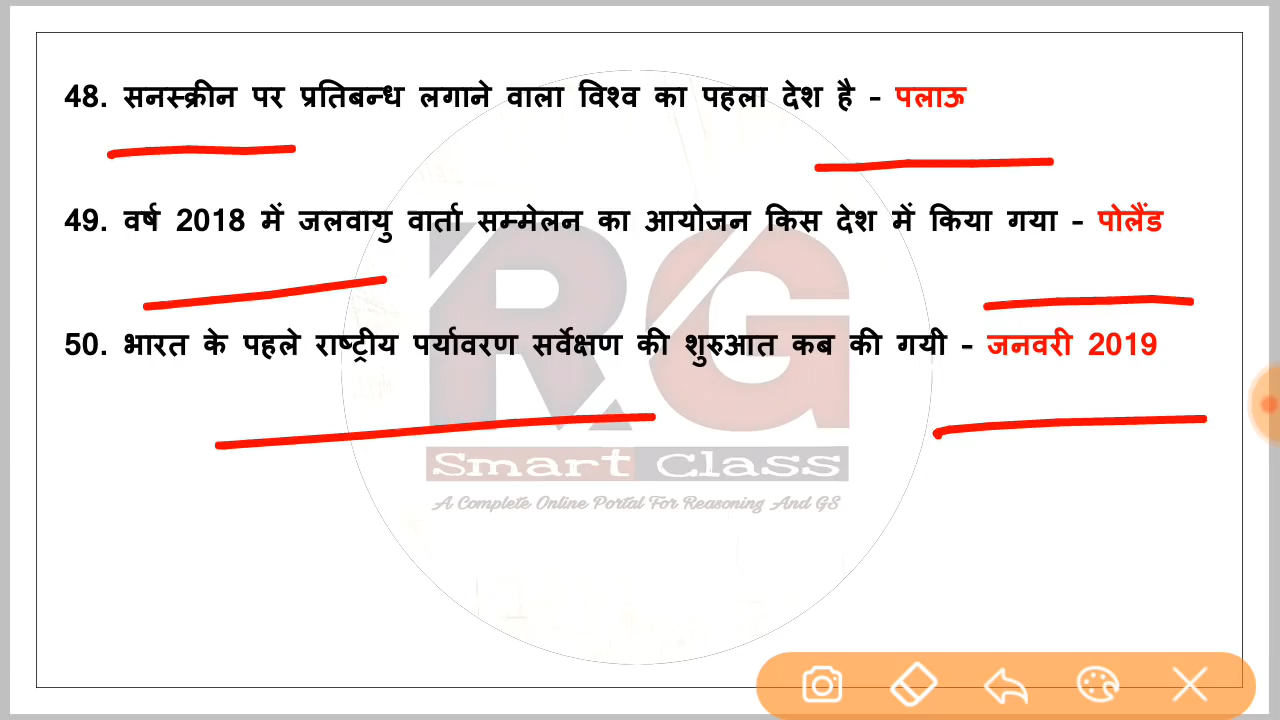 48. सनस्क्रीन पर प्रतिबन्ध लगाने वाला विश्व का पहला देश है - पलाऊ
49. वर्ष 2018 में जलवायु वार्ता सम्मेलन का आयोजन किस देश में किया गया - पोलैंड
50. भारत के पहले राष्ट्रीय पर्यावरण सर्वेक्षण की शुरुआत कब की गयी - जनवरी 2019
RG
Smart Class
A Complete Online Portal For Reasoning And GS